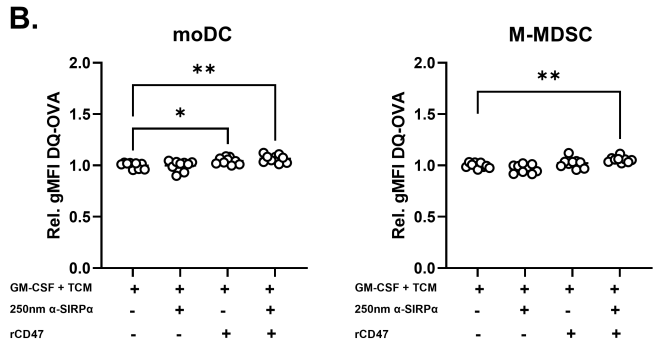 B.
moDC
M-MDSC
Rel. gMFI DQ-OVA
2.0
1.5
1.0
0.5
0.0
**
*
GM-CSF + TCM + + + +
250nm α-SIRPα - + - +
rCD47 - - + +
Rel. gMFI DQ-OVA
2.0
1.5
1.0
0.5
0.0
**
GM-CSF + TCM + + + +
250nm α-SIRPα - + - +
rCD47 - - + +